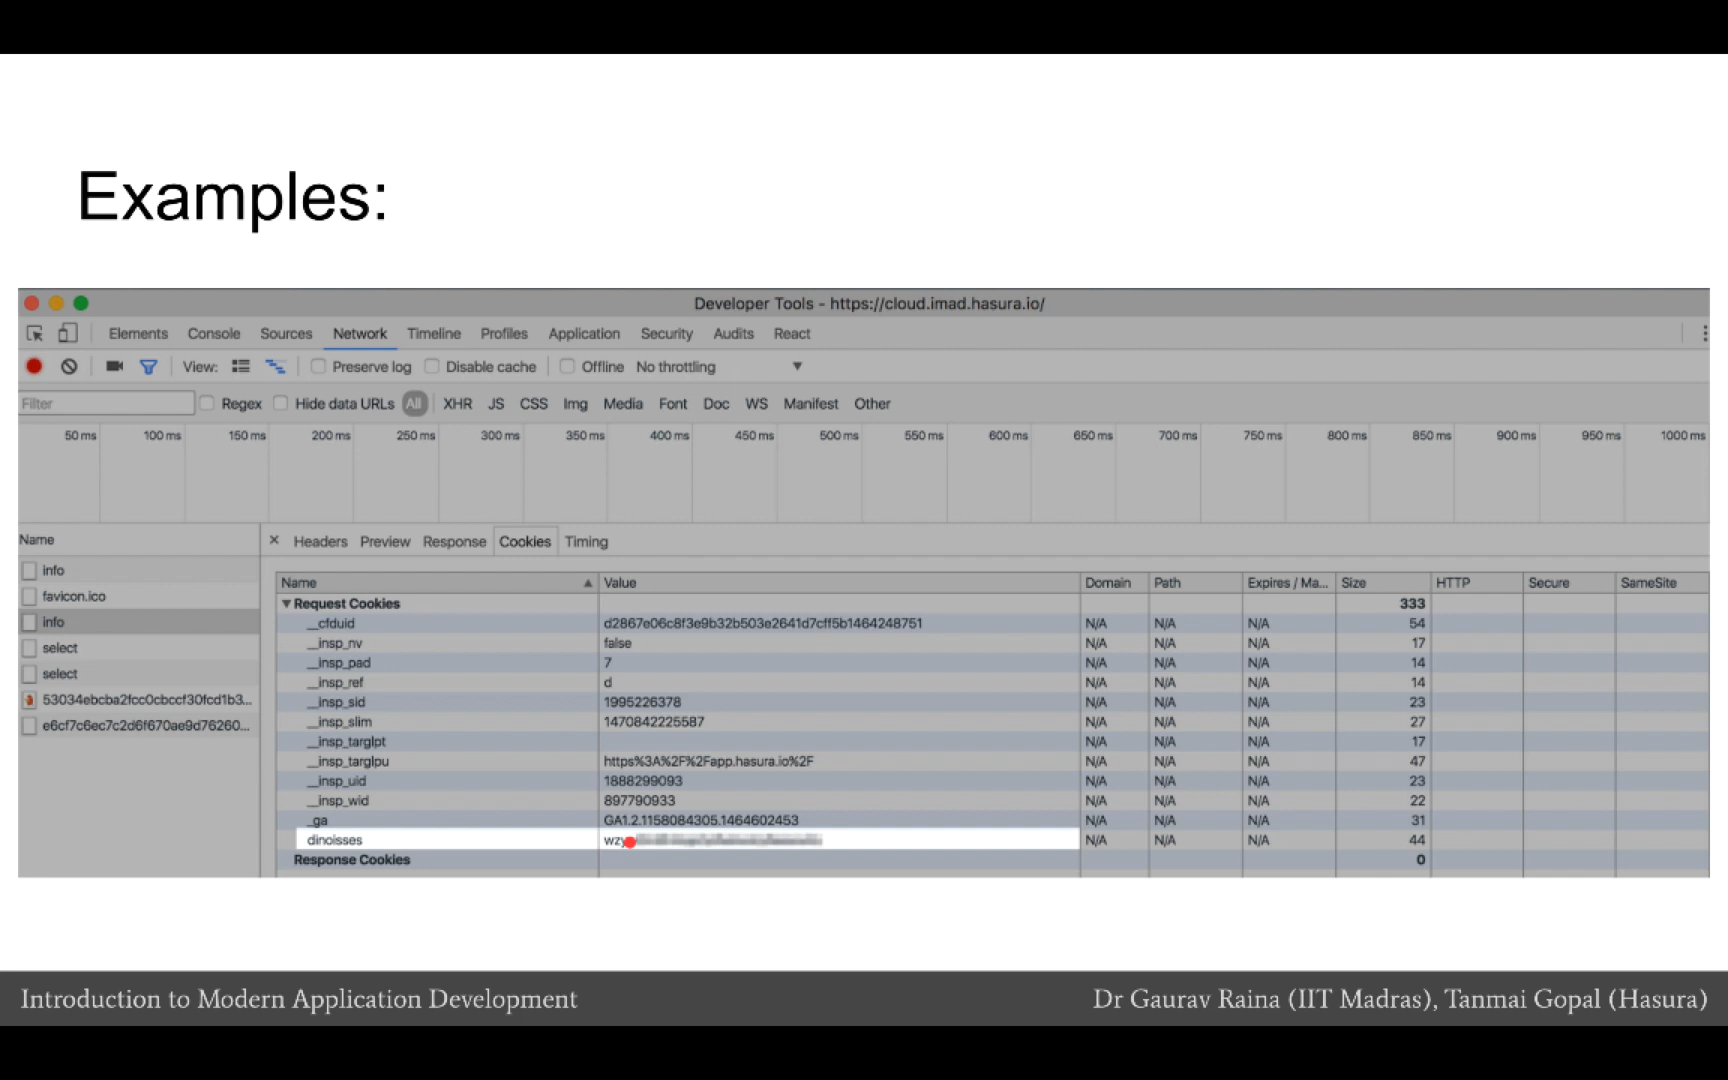 Examples:
Developer Tools - https://cloud.imad.hasura.io/
Elements Console Sources Network Timeline Profiles Application Security Audits React
View: Preserve log Disable cache Offline No throttling
Filter Regex Hide data URLs All XHR JS CSS Img Media Font Doc WS Manifest Other
50 ms 100 ms 150 ms 200 ms 250 ms 300 ms 350 ms 400 ms 450 ms 500 ms 550 ms 600 ms 650 ms 700 ms 750 ms 800 ms 850 ms 900 ms 950 ms 1000 ms
Name
info
favicon.ico
info
select
select
53034ebcba2fcc0cbccf30fcd1b3...
e6cf7c6ec7c2d6f670ae9d76260...
Headers Preview Response Cookies Timing
Name Value Domain Path Expires / Ma... Size HTTP Secure SameSite
Request Cookies 333
__cfduid d2867e06c8f3e9b32b503e2641d7cff5b1464248751 N/A N/A N/A 54
__insp_nv false N/A N/A N/A 17
__insp_pad 7 N/A N/A N/A 14
__insp_ref d N/A N/A N/A 14
__insp_sid 1995226378 N/A N/A N/A 23
__insp_slim 1470842225587 N/A N/A N/A 27
__insp_targlpt N/A N/A N/A 17
__insp_targlpu https%3A%2F%2Fapp.hasura.io%2F N/A N/A N/A 47
__insp_uid 1888299093 N/A N/A N/A 23
__insp_wid 897790933 N/A N/A N/A 22
_ga GA1.2.1158084305.1464602453 N/A N/A N/A 31
dinoisses N/A N/A N/A 44
Response Cookies 0
Introduction to Modern Application Development
Dr Gaurav Raina (IIT Madras), Tanmai Gopal (Hasura)